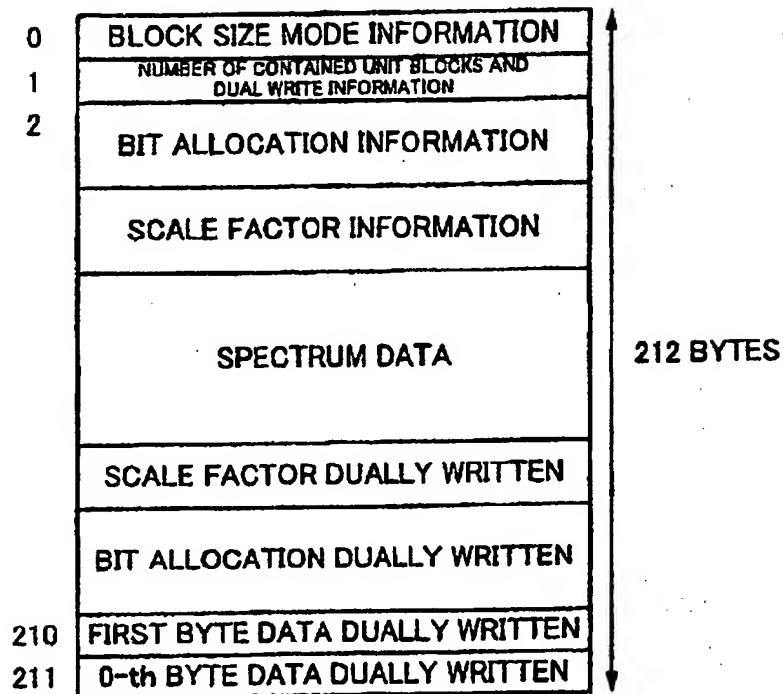 0 BLOCK SIZE MODE INFORMATION
1 NUMBER OF CONTAINED UNIT BLOCKS AND
DUAL WRITE INFORMATION
2 BIT ALLOCATION INFORMATION
SCALE FACTOR INFORMATION
SPECTRUM DATA
212 BYTES
SCALE FACTOR DUALLY WRITTEN
BIT ALLOCATION DUALLY WRITTEN
210 FIRST BYTE DATA DUALLY WRITTEN
211 0-th BYTE DATA DUALLY WRITTEN